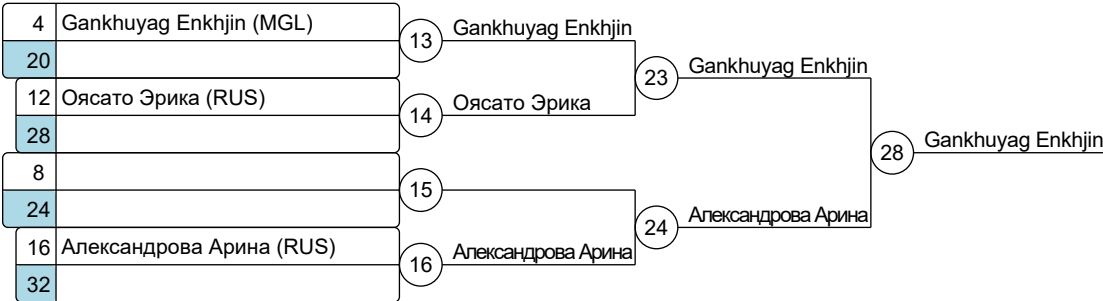 4 Gankhuyag Enkhjin (MGL)
20
13 Gankhuyag Enkhjin
12 Оясато Эрика (RUS)
28
14 Оясато Эрика
23 Gankhuyag Enkhjin
8
24
15
16 Александрова Арина (RUS)
32
16 Александрова Арина
24 Александрова Арина
28 Gankhuyag Enkhjin